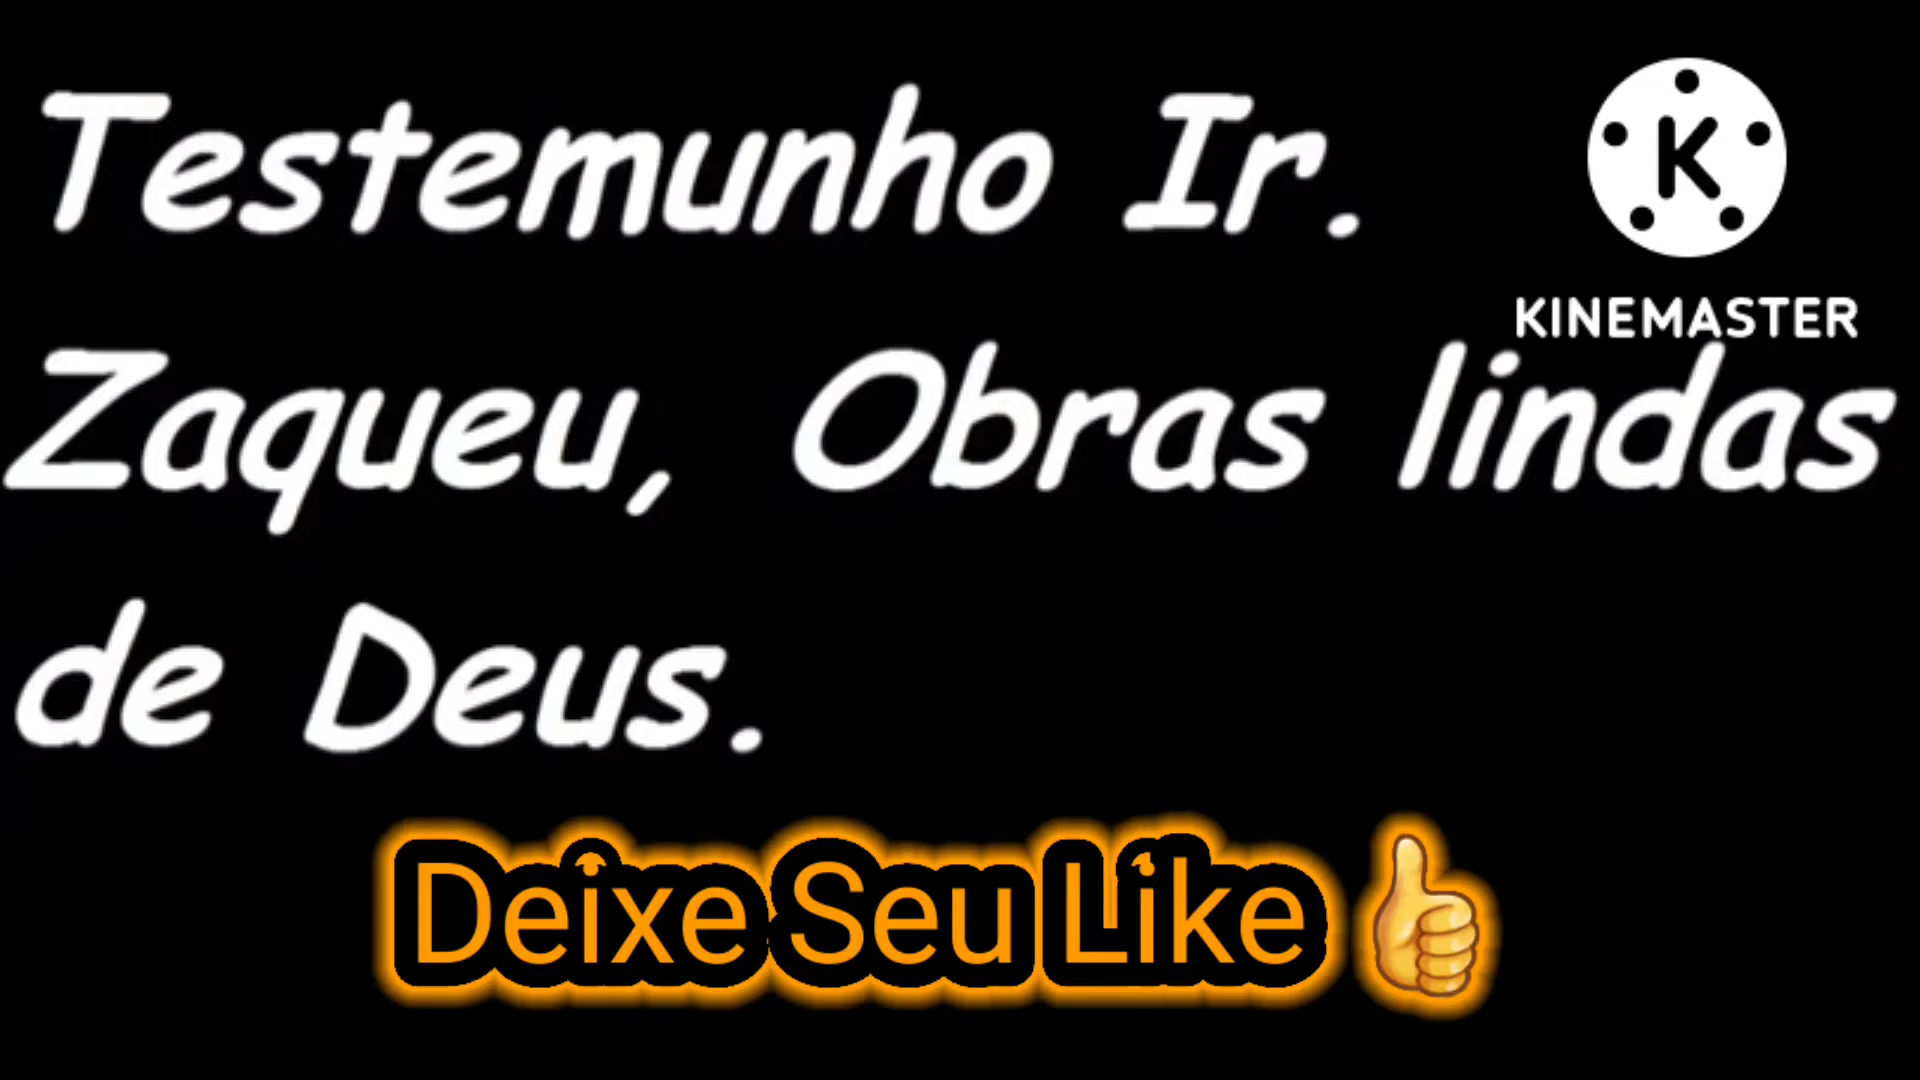 Testemunho Ir.
Zaqueu, Obras lindas
de Deus.
K
KINEMASTER
Deixe Seu Like 👍